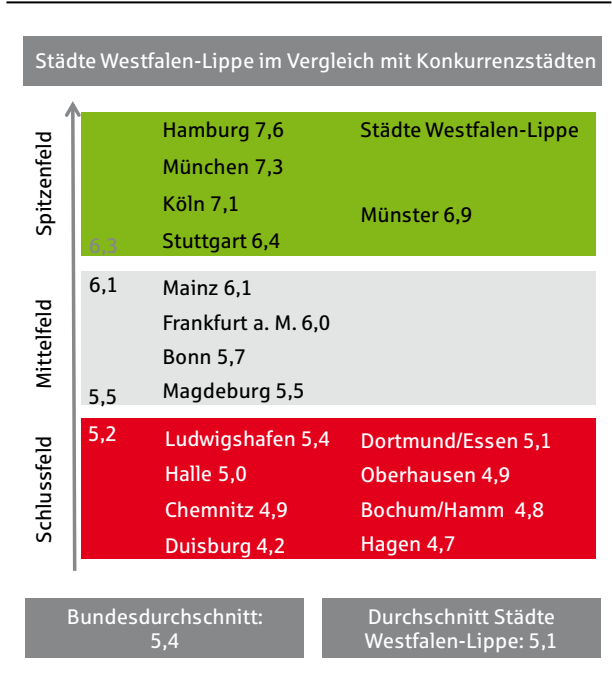 Städte Westfalen-Lippe im Vergleich mit Konkurrenzstädten
Spitzenfeld
Hamburg 7,6
Städte Westfalen-Lippe
München 7,3
Köln 7,1
Münster 6,9
Stuttgart 6,4
6,3
Mittelfeld
6,1
Mainz 6,1
Frankfurt a. M. 6,0
Bonn 5,7
Magdeburg 5,5
5,5
Schlussfeld
5,2
Ludwigshafen 5,4
Dortmund/Essen 5,1
Halle 5,0
Oberhausen 4,9
Chemnitz 4,9
Bochum/Hamm 4,8
Duisburg 4,2
Hagen 4,7
Bundesdurchschnitt:
5,4
Durchschnitt Städte
Westfalen-Lippe: 5,1